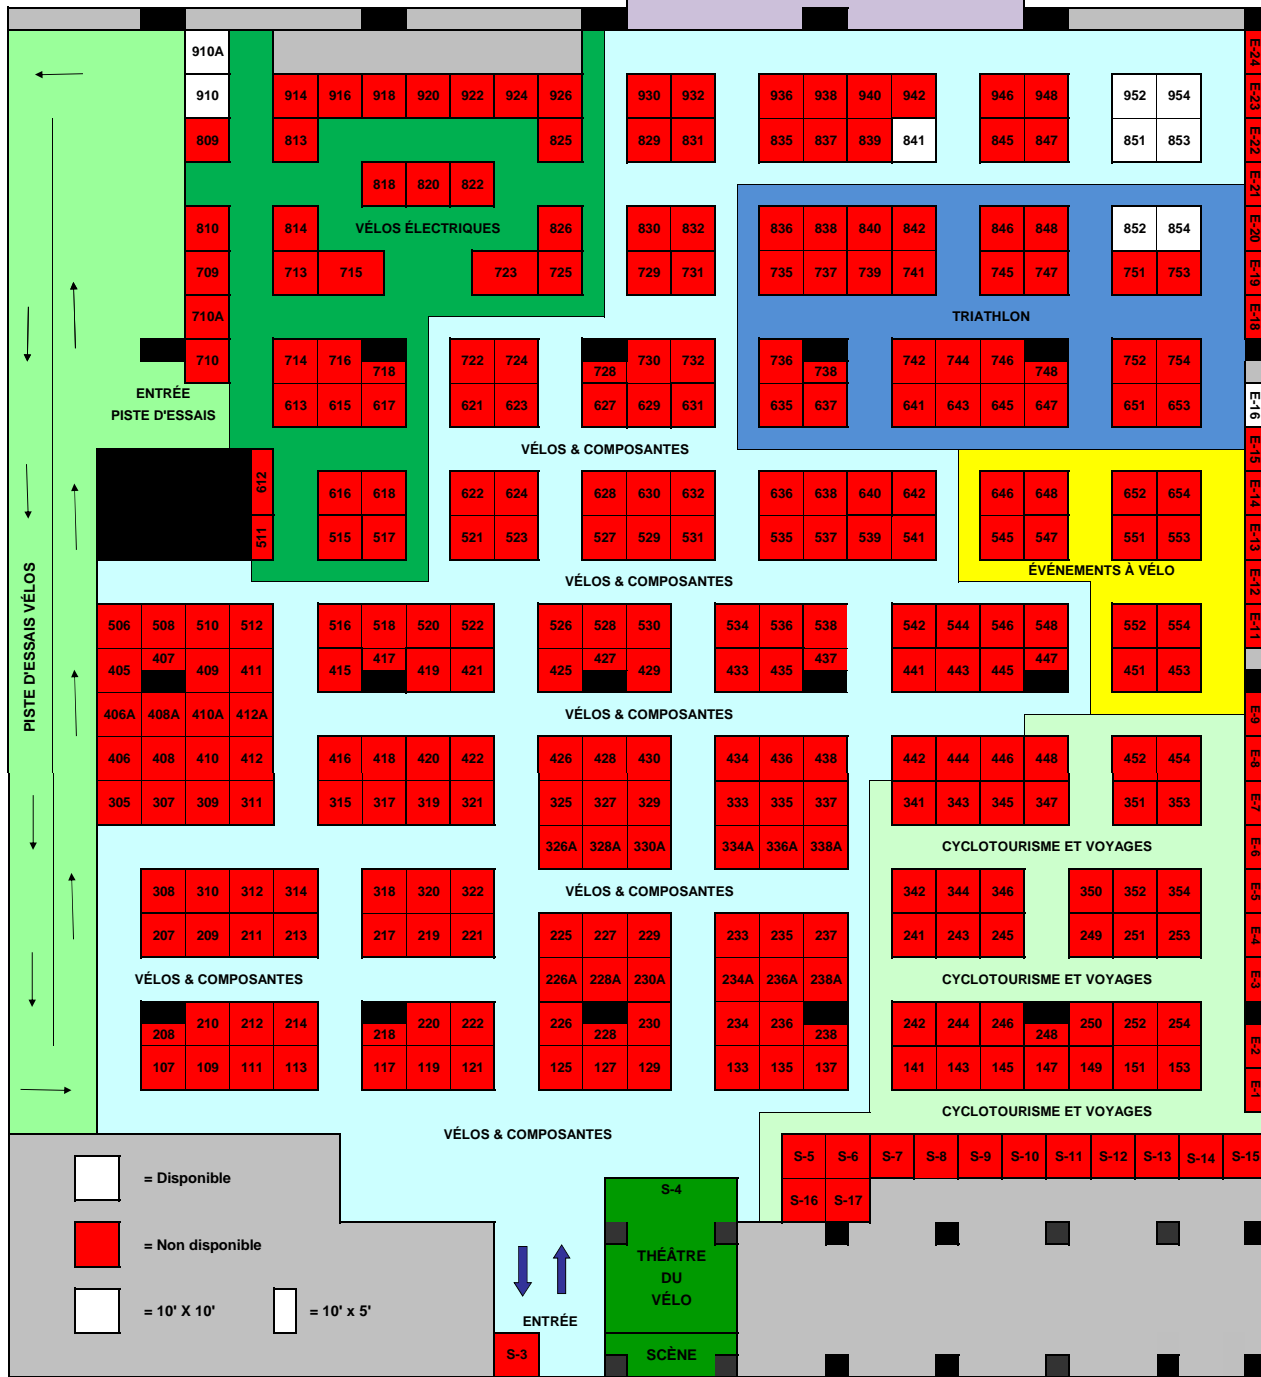 910A E-24
910 914 916 918 920 922 924 926 930 932 936 938 940 942 946 948 952 954 E-23
809 813 825 829 831 835 837 839 841 845 847 851 853 E-22
818 820 822 E-21
810 814 VÉLOS ÉLECTRIQUES 826 830 832 836 838 840 842 846 848 852 854 E-20
709 713 715 723 725 729 731 735 737 739 741 745 747 751 753 E-19
710A TRIATHLON E-18
710 714 716 718 722 724 728 730 732 736 738 742 744 746 748 752 754
ENTRÉE
PISTE D'ESSAIS
613 615 617 621 623 627 629 631 635 637 641 643 645 647 651 653 E-16
VÉLOS & COMPOSANTES E-15
612 616 618 622 624 628 630 632 636 638 640 642 646 648 652 654 E-14
511 515 517 521 523 527 529 531 535 537 539 541 545 547 551 553 E-13
ÉVÉNEMENTS À VÉLO
VÉLOS & COMPOSANTES E-12
PISTE D'ESSAIS VÉLOS
506 508 510 512 516 518 520 522 526 528 530 534 536 538 542 544 546 548 552 554 E-11
405 407 409 411 415 417 419 421 425 427 429 433 435 437 441 443 445 447 451 453
406A 408A 410A 412A VÉLOS & COMPOSANTES E-9
406 408 410 412 416 418 420 422 426 428 430 434 436 438 442 444 446 448 452 454 E-8
305 307 309 311 315 317 319 321 325 327 329 333 335 337 341 343 345 347 351 353 E-7
326A 328A 330A 334A 336A 338A CYCLOTOURISME ET VOYAGES E-6
308 310 312 314 318 320 322 VÉLOS & COMPOSANTES 342 344 346 350 352 354 E-5
207 209 211 213 217 219 221 225 227 229 233 235 237 241 243 245 249 251 253 E-4
VÉLOS & COMPOSANTES 226A 228A 230A 234A 236A 238A CYCLOTOURISME ET VOYAGES E-3
208 210 212 214 218 220 222 226 228 230 234 236 238 242 244 246 248 250 252 254
107 109 111 113 117 119 121 125 127 129 133 135 137 141 143 145 147 149 151 153 E-2
E-1
CYCLOTOURISME ET VOYAGES
VÉLOS & COMPOSANTES
S-5 S-6 S-7 S-8 S-9 S-10 S-11 S-12 S-13 S-14 S-15
= Disponible
S-4
S-16 S-17
= Non disponible
THÉÂTRE
DU
VÉLO
= 10' X 10' = 10' x 5'
ENTRÉE
S-3
SCÈNE